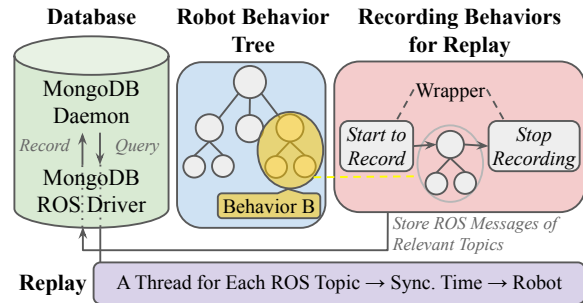 Database
MongoDB
Daemon
Record
Query
MongoDB
ROS Driver
Robot Behavior
Tree
Behavior B
Recording Behaviors
for Replay
Wrapper
Start to
Record
Stop
Recording
Store ROS Messages of
Relevant Topics
Replay
A Thread for Each ROS Topic → Sync. Time → Robot